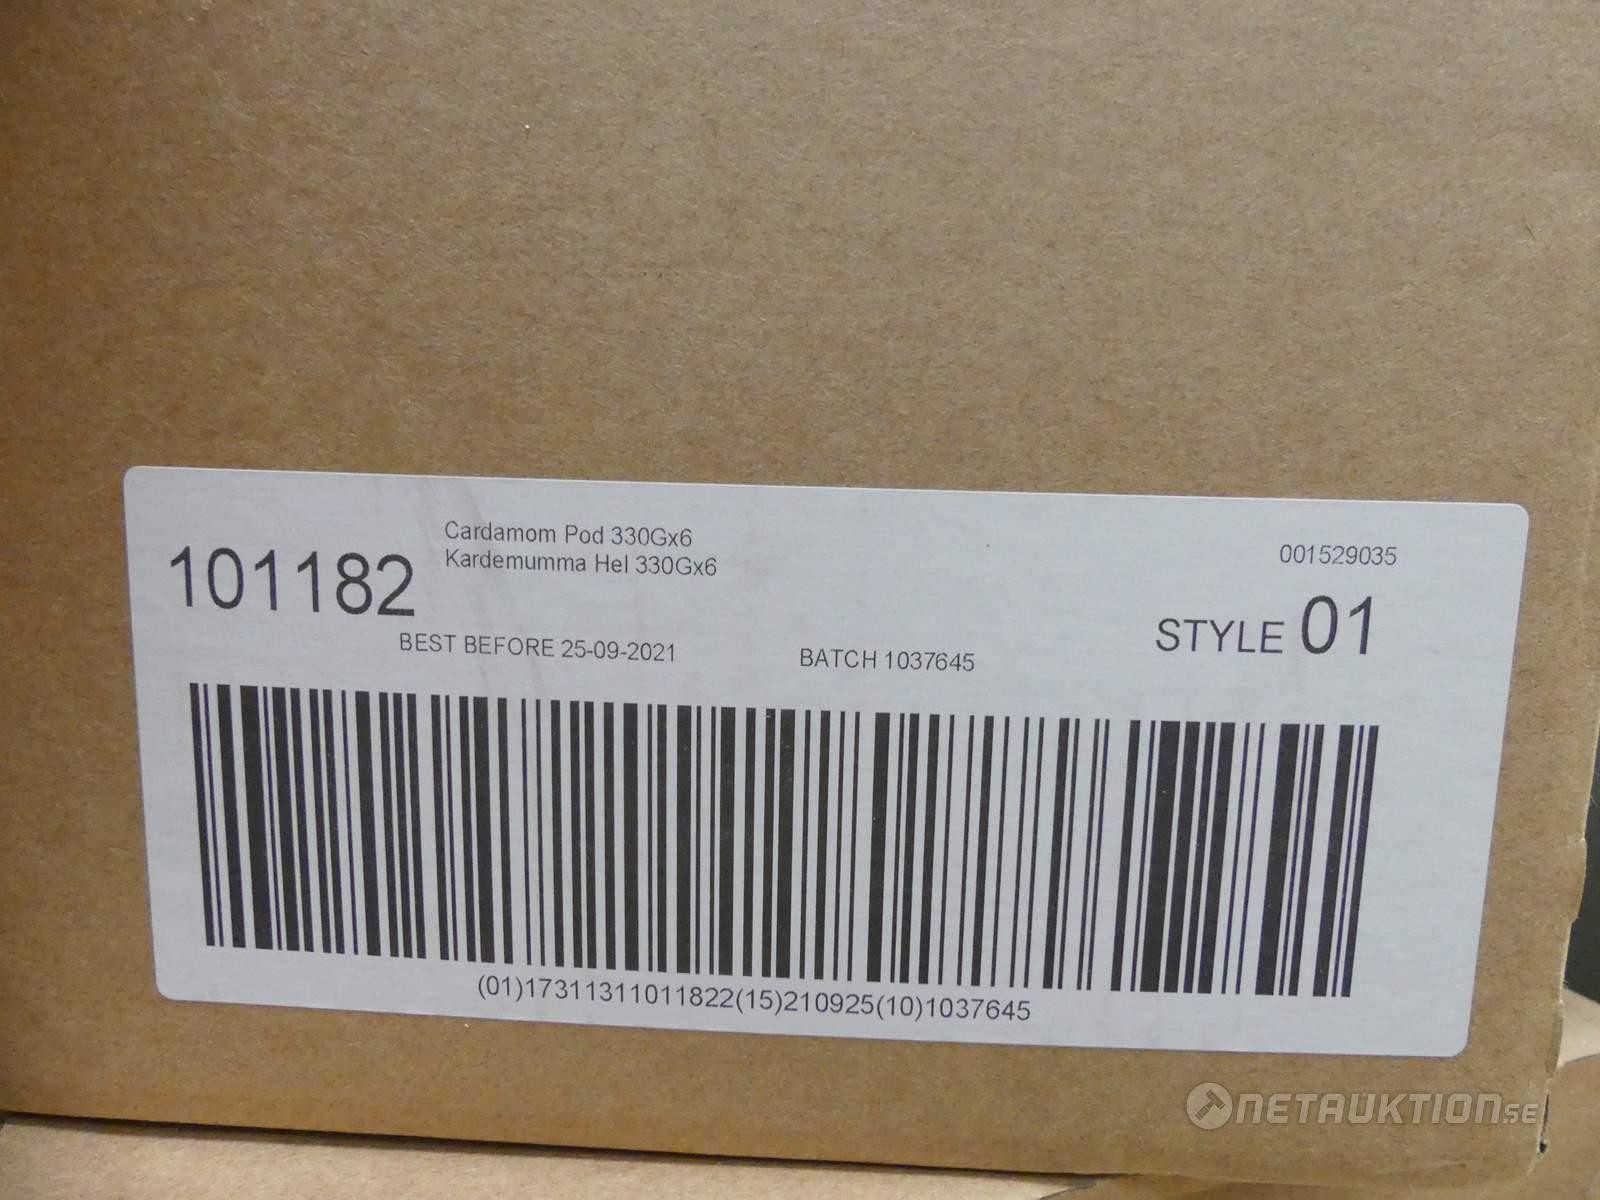 Cardamom Pod 330Gx6
Kardemumma Hel 330Gx6
101182
001529035
STYLE 01
BEST BEFORE 25-09-2021
BATCH 1037645
(01)17311311011822(15)210925(10)1037645
NETAUKTION.SE